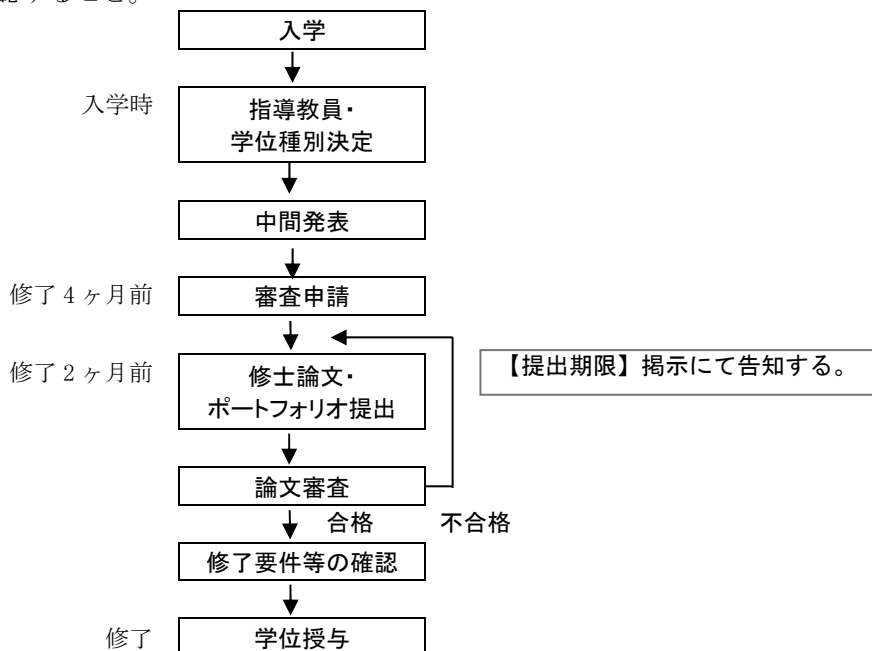 すること。
入学
入学時
指導教員・
学位種別決定
中間発表
修了４ヶ月前
審査申請
修了２ヶ月前
修士論文・
ポートフォリオ提出
【提出期限】掲示にて告知する。
論文審査
合格
不合格
修了要件等の確認
修了
学位授与